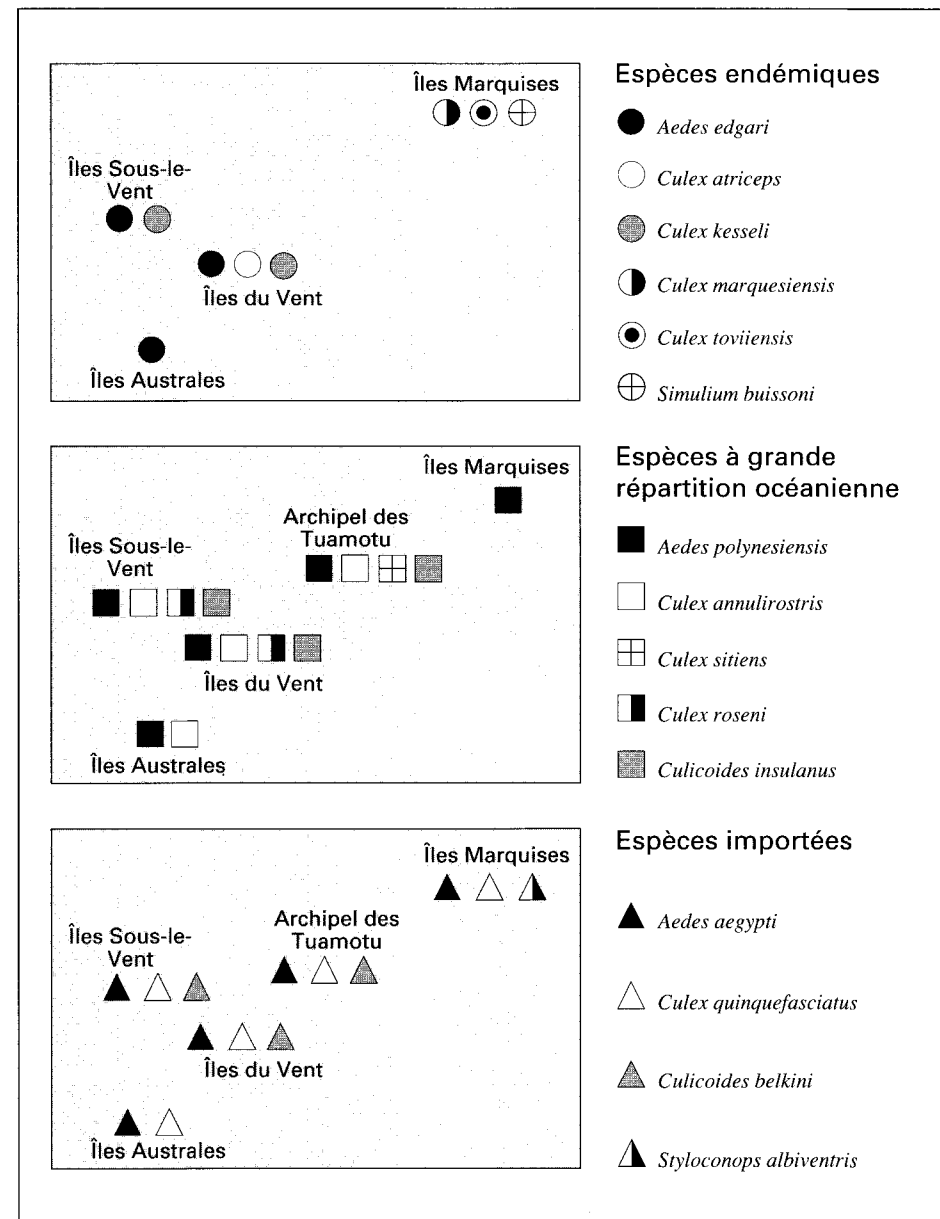 Îles Marquises
Îles Sous-le-
Vent
Îles du Vent
Îles Australes
Espèces endémiques
Aedes edgari
Culex atriceps
Culex kesseli
Culex marquesiensis
Culex toviiensis
Simulium buissoni
Îles Marquises
Archipel des
Tuamotu
Îles Sous-le-
Vent
Îles du Vent
Îles Australes
Espèces à grande
répartition océanienne
Aedes polynesiensis
Culex annulirostris
Culex sitiens
Culex roseni
Culicoides insulanus
Îles Marquises
Archipel des
Tuamotu
Îles Sous-le-
Vent
Îles du Vent
Îles Australes
Espèces importées
Aedes aegypti
Culex quinquefasciatus
Culicoides belkini
Styloconops albiventris